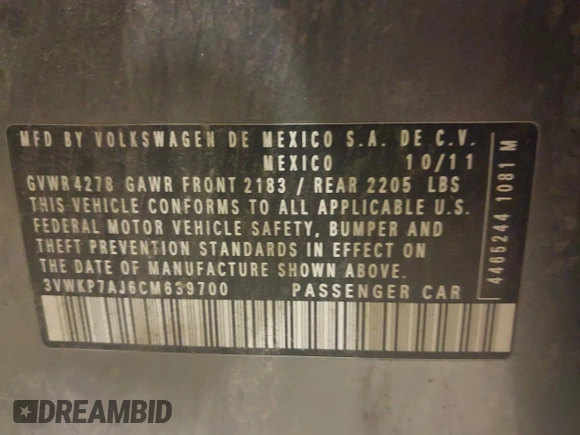 MFD BY VOLKSWAGEN DE MEXICO S.A. DE C.V.
MEXICO 10/11
GVWR 4278 GAWR FRONT 2183 / REAR 2205 LBS
THIS VEHICLE CONFORMS TO ALL APPLICABLE U.S.
FEDERAL MOTOR VEHICLE SAFETY, BUMPER AND
THEFT PREVENTION STANDARDS IN EFFECT ON
THE DATE OF MANUFACTURE SHOWN ABOVE.
3VWKP7AJ6CM639700 PASSENGER CAR
4465244 1081 M
DREAMBID